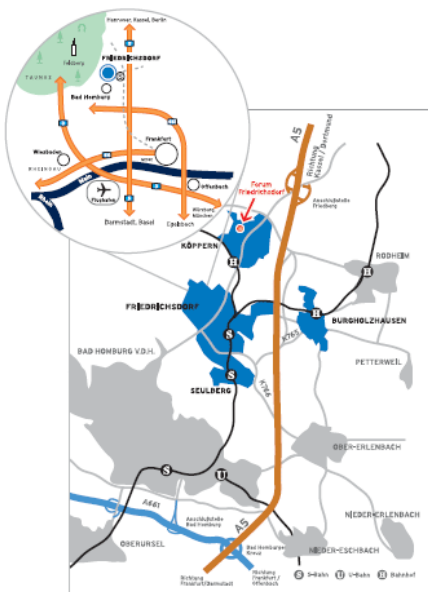 Hannover, Kassel, Berlin
Feldberg
TAUNUS
FRIEDRICHSDORF
Bad Homburg
Wiesbaden
RHEINGAU
Frankfurt
Main
Rhein
Flughafen
Offenbach
Würzburg
München
Darmstadt, Basel
Egelsbach
A5
Richtung
Kassel / Dortmund
Forum
Friedrichsdorf
Anschlußstelle
Friedberg
KÖPPERN
H
RODHEIM
H
FRIEDRICHSDORF
H
BURGHOLZHAUSEN
S
K765
BAD HOMBURG V.D.H.
PETTERWEIL
S
K766
SEULBERG
OBER-ERLENBACH
S
U
A661
Anschlußstelle
Bad Homburg
NIEDER-ERLENBACH
A5
OBERURSEL
Bad Homburger
Kreuz
NIEDER-ESCHBACH
Richtung
Frankfurt/Darmstadt
Richtung
Frankfurt/
Offenbach
S S-Bahn U U-Bahn H Bahnhof